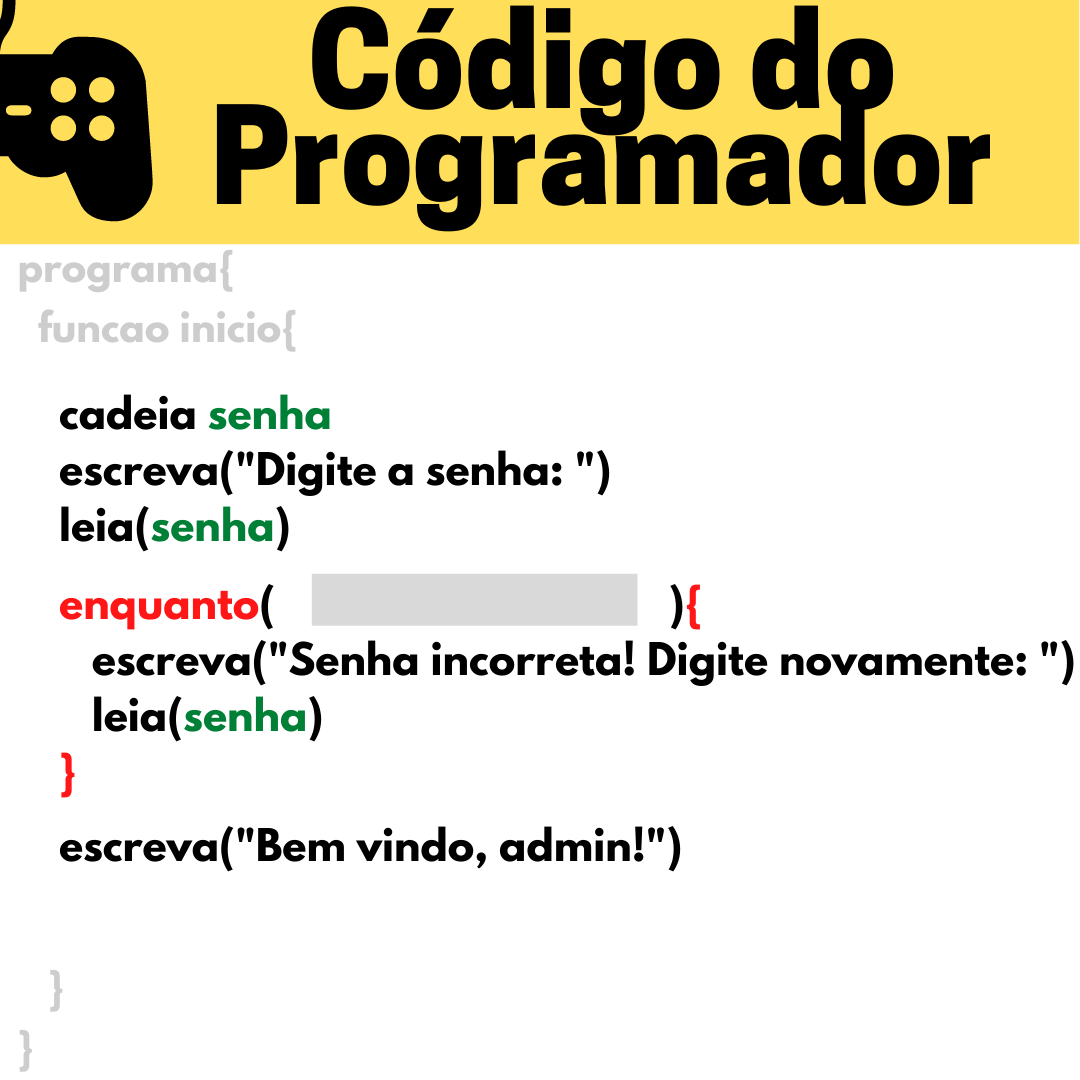 Código do
Programador
programa{
funcao inicio{
cadeia senha
escreva("Digite a senha: ")
leia(senha)
enquanto( ){
escreva("Senha incorreta! Digite novamente: ")
leia(senha)
}
escreva("Bem vindo, admin!")
}
}